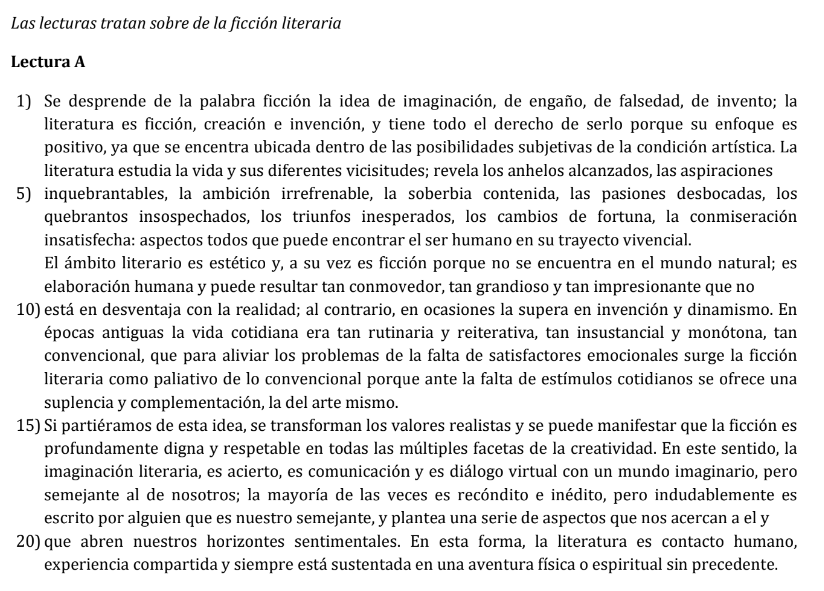 Las lecturas tratan sobre de la ficción literaria
Lectura A
1) Se desprende de la palabra ficción la idea de imaginación, de engaño, de falsedad, de invento; la
literatura es ficción, creación e invención, y tiene todo el derecho de serlo porque su enfoque es
positivo, ya que se encuentra ubicada dentro de las posibilidades subjetivas de la condición artística. La
literatura estudia la vida y sus diferentes vicisitudes; revela los anhelos alcanzados, las aspiraciones
5) inquebrantables, la ambición irrefrenable, la soberbia contenida, las pasiones desbocadas, los
quebrantos insospechados, los triunfos inesperados, los cambios de fortuna, la conmiseración
insatisfecha: aspectos todos que puede encontrar el ser humano en su trayecto vivencial.
El ámbito literario es estético y, a su vez es ficción porque no se encuentra en el mundo natural; es
elaboración humana y puede resultar tan conmovedor, tan grandioso y tan impresionante que no
10) está en desventaja con la realidad; al contrario, en ocasiones la supera en invención y dinamismo. En
épocas antiguas la vida cotidiana era tan rutinaria y reiterativa, tan insustancial y monótona, tan
convencional, que para aliviar los problemas de la falta de satisfactores emocionales surge la ficción
literaria como paliativo de lo convencional porque ante la falta de estímulos cotidianos se ofrece una
suplencia y complementación, la del arte mismo.
15) Si partiéramos de esta idea, se transforman los valores realistas y se puede manifestar que la ficción es
profundamente digna y respetable en todas las múltiples facetas de la creatividad. En este sentido, la
imaginación literaria, es acierto, es comunicación y es diálogo virtual con un mundo imaginario, pero
semejante al de nosotros; la mayoría de las veces es recóndito e inédito, pero indudablemente es
escrito por alguien que es nuestro semejante, y plantea una serie de aspectos que nos acercan a el y
20) que abren nuestros horizontes sentimentales. En esta forma, la literatura es contacto humano,
experiencia compartida y siempre está sustentada en una aventura física o espiritual sin precedente.